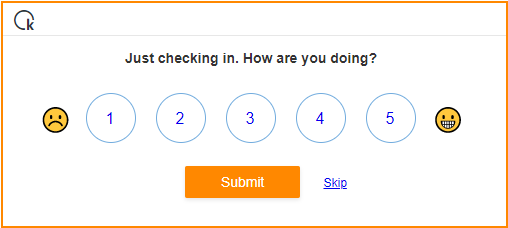 k
Just checking in. How are you doing?
1 2 3 4 5
Submit Skip